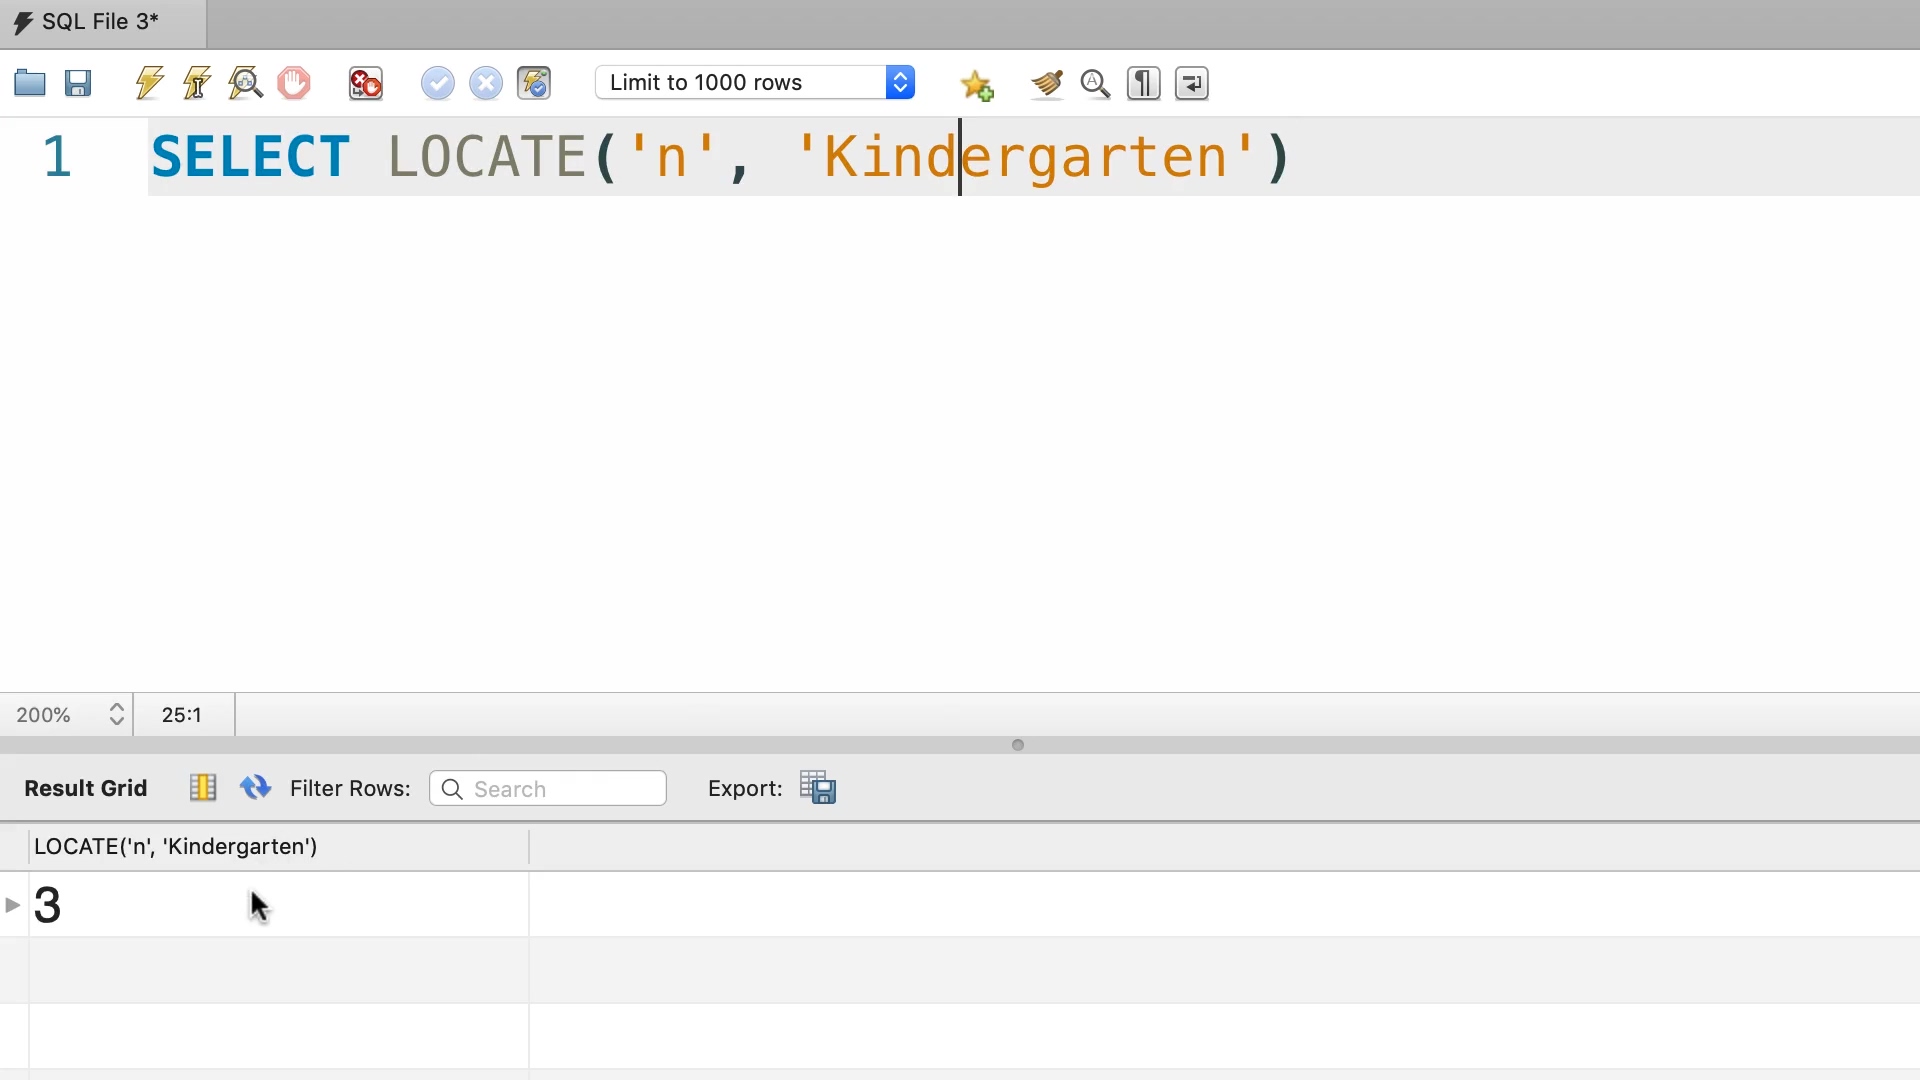 SQL File 3*
Limit to 1000 rows
1 SELECT LOCATE('n', 'Kindergarten')
200% 25:1
Result Grid Filter Rows: Search Export:
LOCATE('n', 'Kindergarten')
3